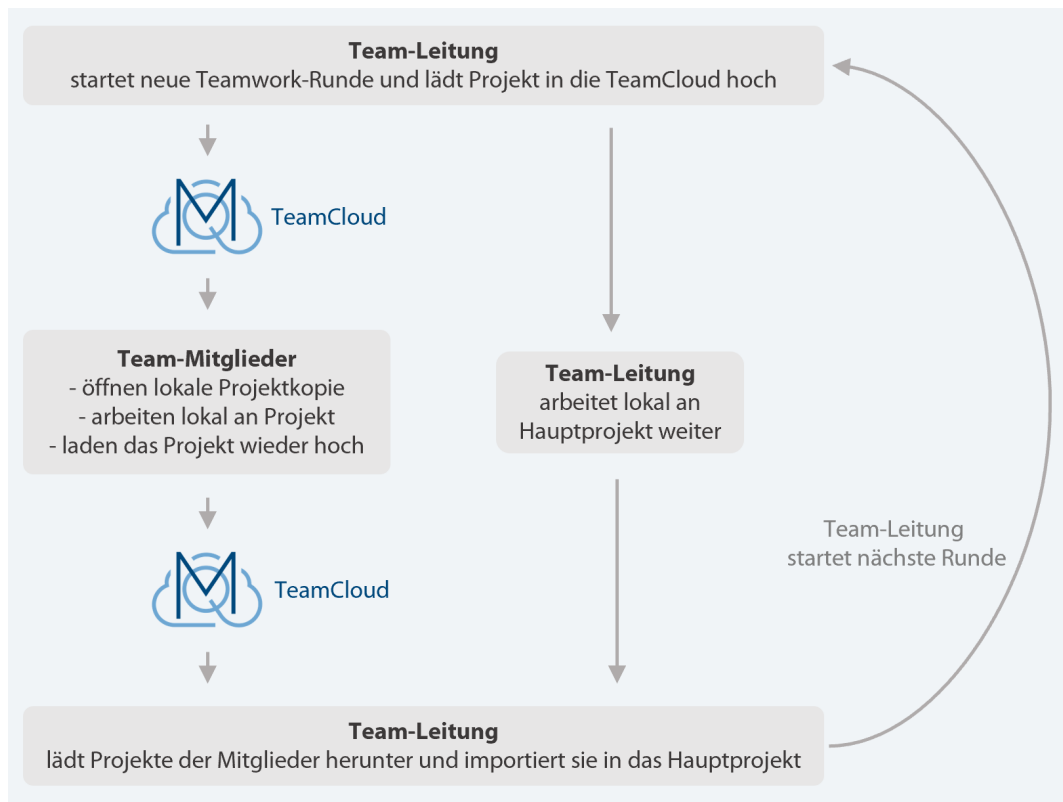 Team-Leitung
startet neue Teamwork-Runde und lädt Projekt in die TeamCloud hoch
TeamCloud
Team-Mitglieder
- öffnen lokale Projektkopie
- arbeiten lokal an Projekt
- laden das Projekt wieder hoch
Team-Leitung
arbeitet lokal an
Hauptprojekt weiter
Team-Leitung
startet nächste Runde
TeamCloud
Team-Leitung
lädt Projekte der Mitglieder herunter und importiert sie in das Hauptprojekt